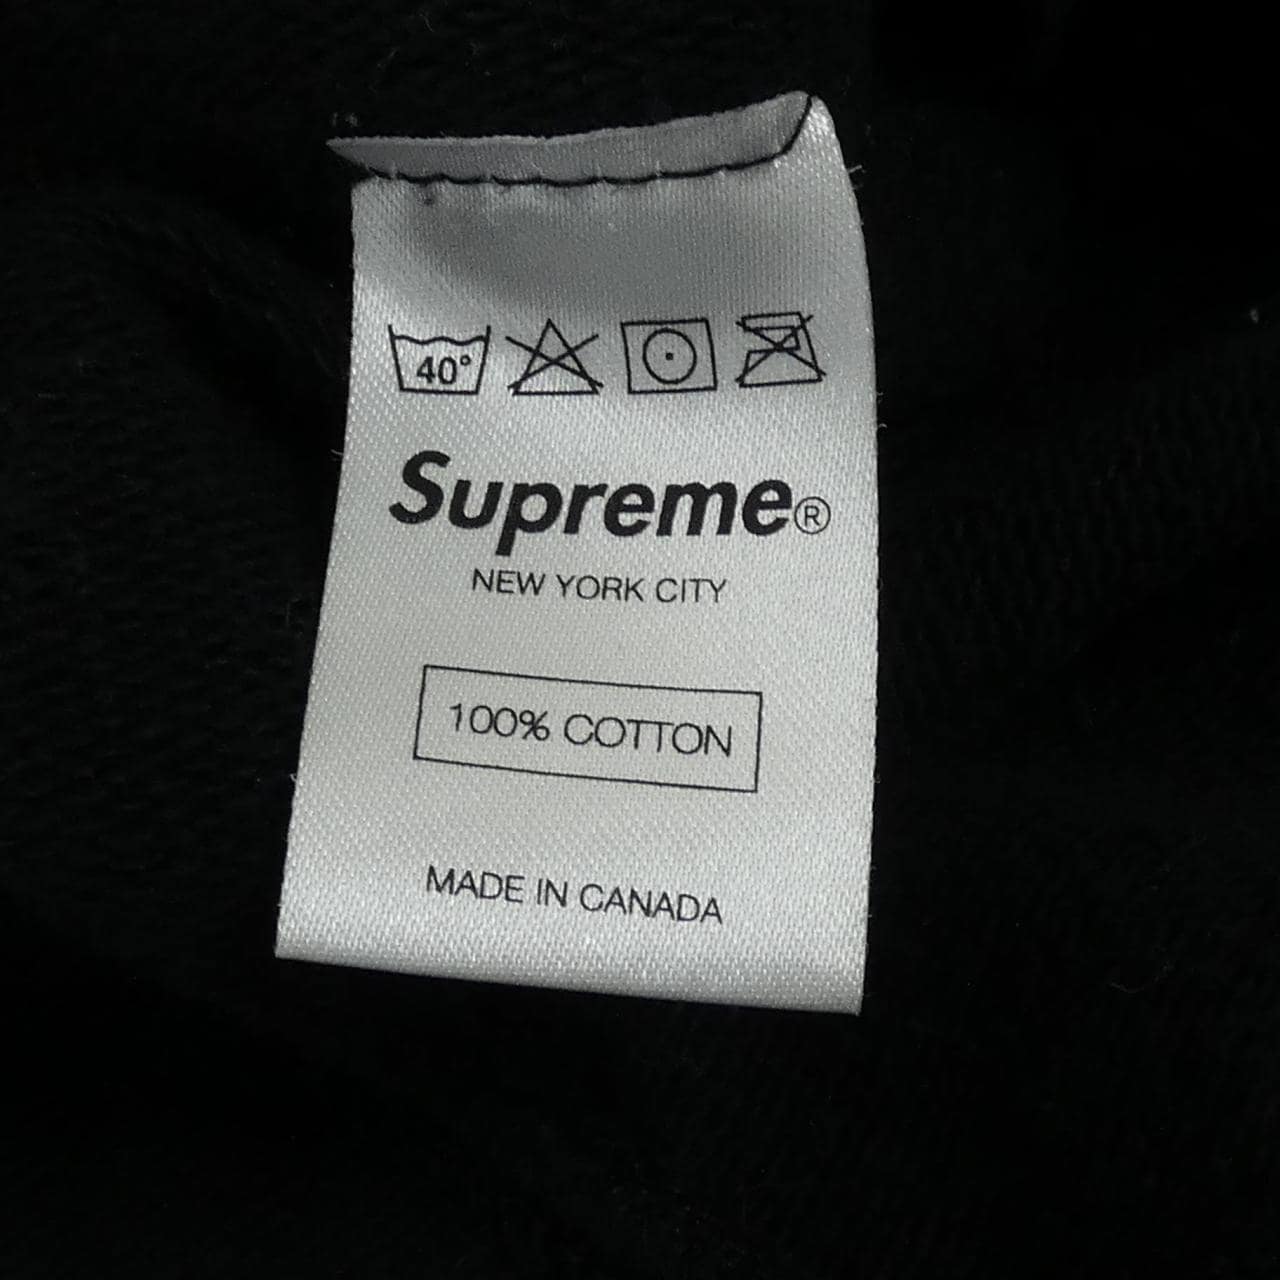 40°
Supreme®
NEW YORK CITY
100% COTTON
MADE IN CANADA